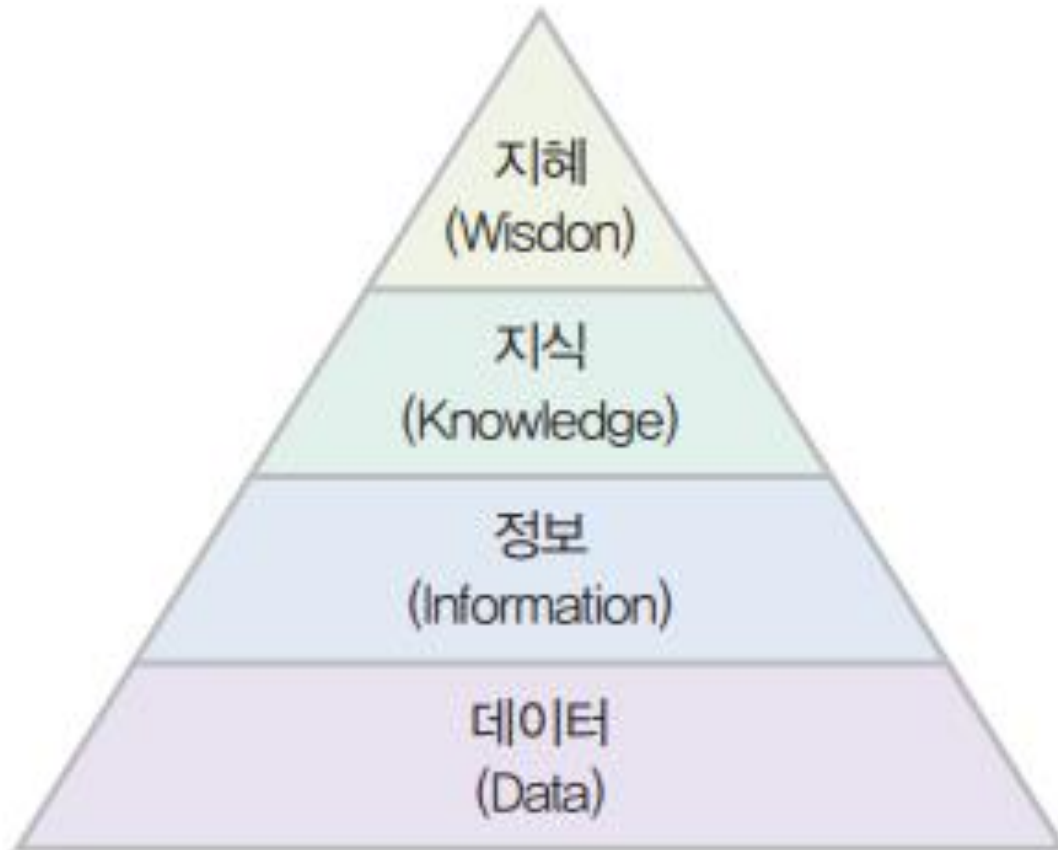 지혜
(Wisdon)
지식
(Knowledge)
정보
(Information)
데이터
(Data)